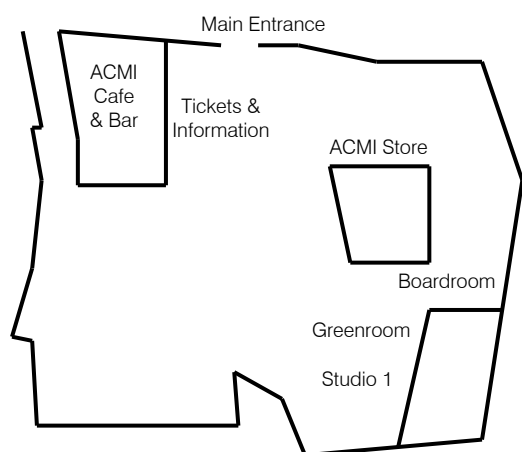 Main Entrance
ACMI
Cafe
& Bar
Tickets &
Information
ACMI Store
Boardroom
Greenroom
Studio 1